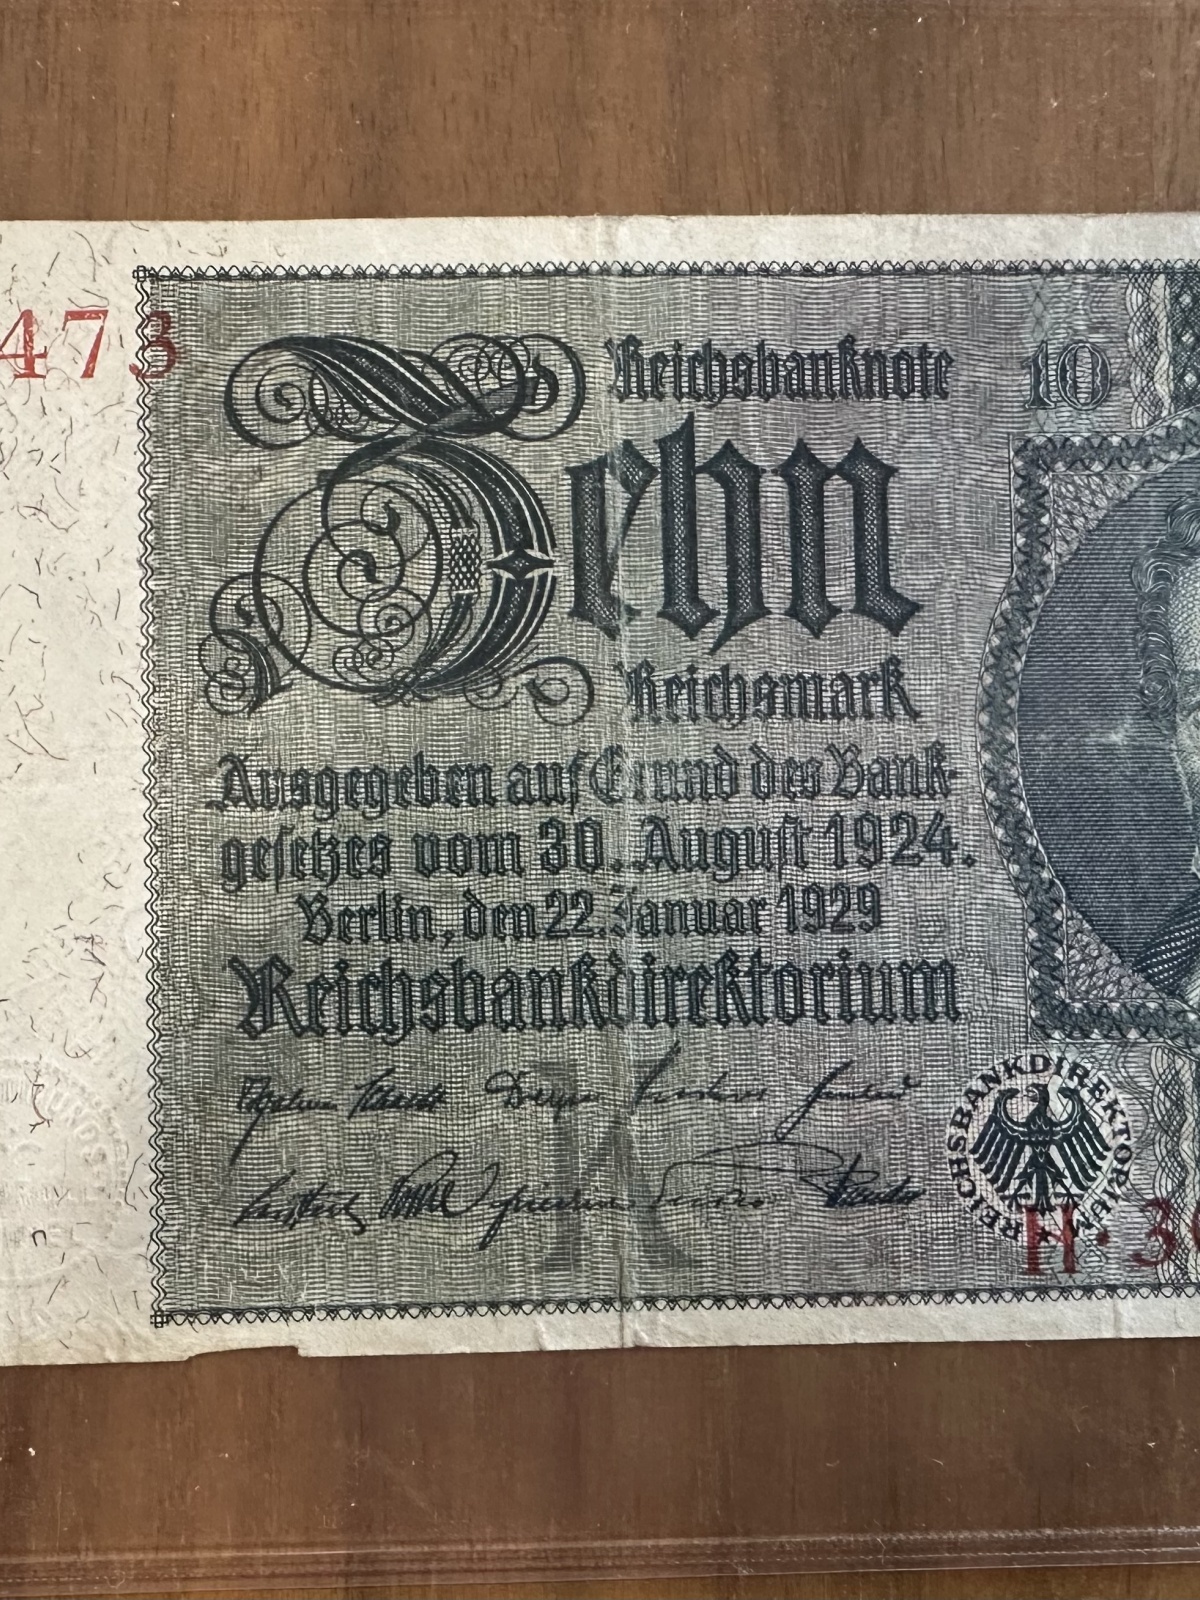 473
Reichsbanknote
10
Zehn
Reichsmark
Ausgegeben auf Grund des Bank-
gesetzes vom 30. August 1924.
Berlin, den 22. Januar 1929
Reichsbankdirektorium
K
REICHSBANKDIREKTORIUM
H·3
n